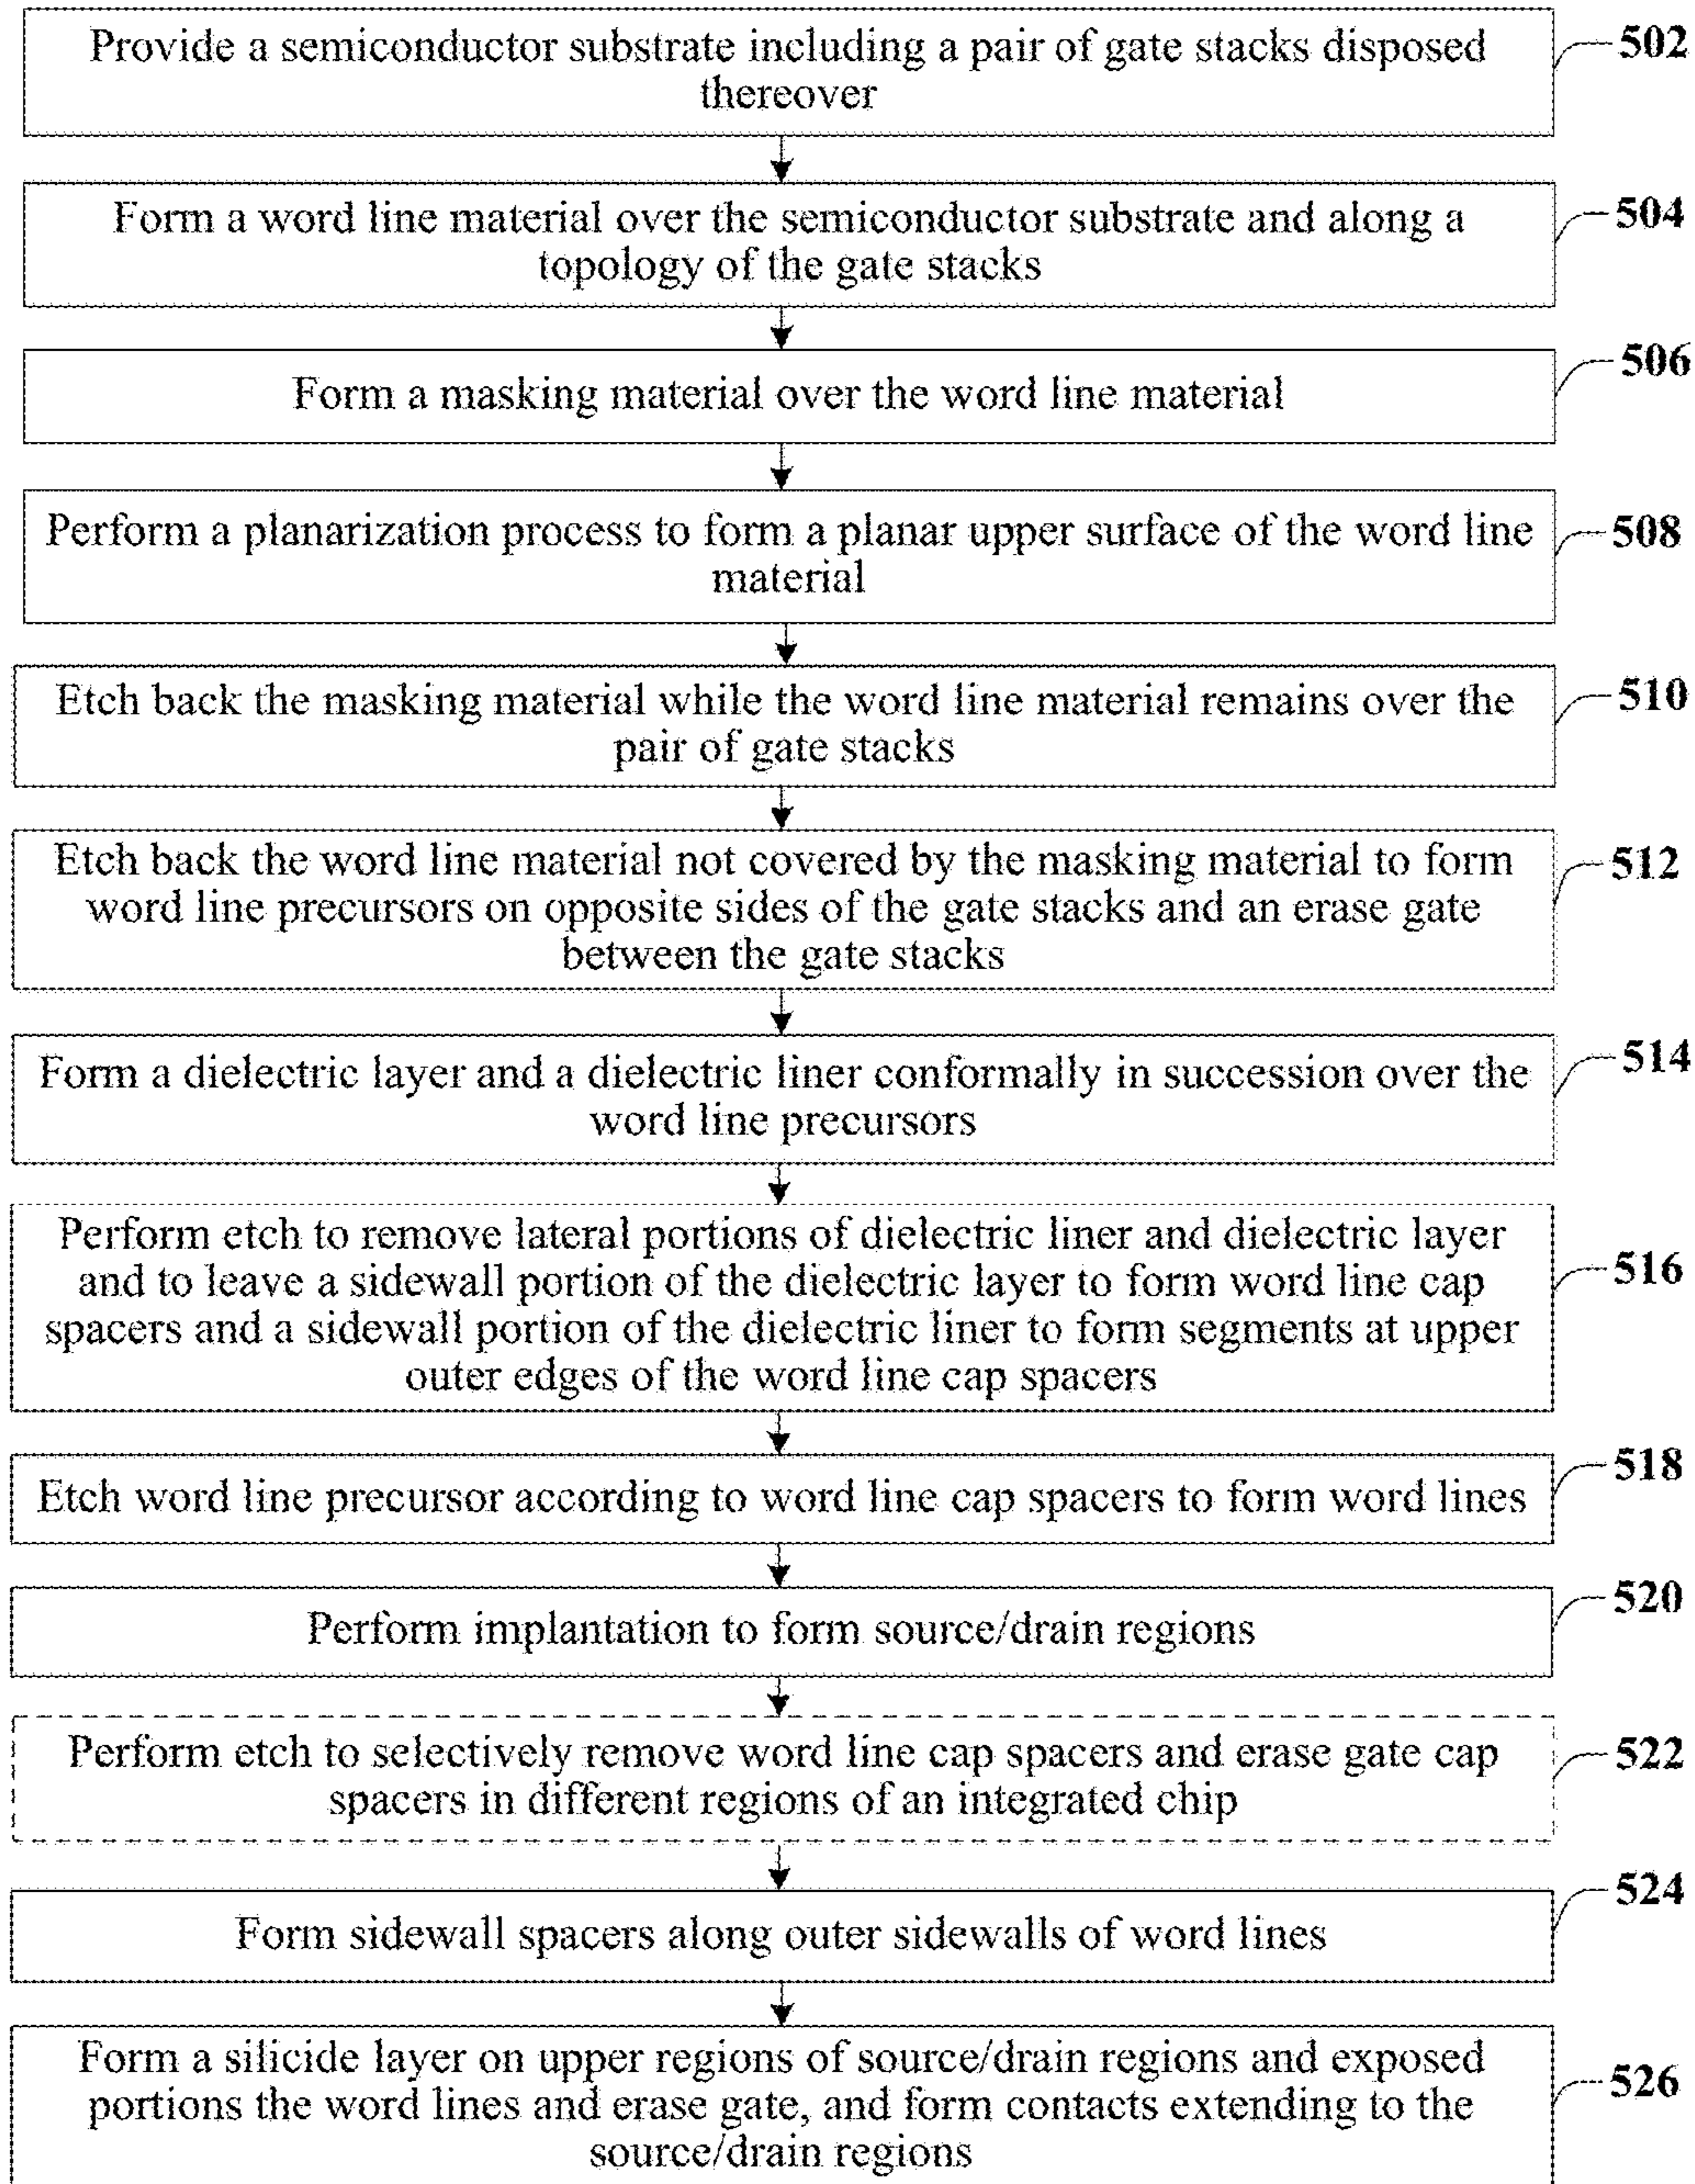 Provide a semiconductor substrate including a pair of gate stacks disposed
thereover
502
Form a word line material over the semiconductor substrate and along a
topology of the gate stacks
504
Form a masking material over the word line material
506
Perform a planarization process to form a planar upper surface of the word line
material
508
Etch back the masking material while the word line material remains over the
pair of gate stacks
510
Etch back the word line material not covered by the masking material to form
word line precursors on opposite sides of the gate stacks and an erase gate
between the gate stacks
512
Form a dielectric layer and a dielectric liner conformally in succession over the
word line precursors
514
Perform etch to remove lateral portions of dielectric liner and dielectric layer
and to leave a sidewall portion of the dielectric layer to form word line cap
spacers and a sidewall portion of the dielectric liner to form segments at upper
outer edges of the word line cap spacers
516
Etch word line precursor according to word line cap spacers to form word lines
518
Perform implantation to form source/drain regions
520
Perform etch to selectively remove word line cap spacers and erase gate cap
spacers in different regions of an integrated chip
522
Form sidewall spacers along outer sidewalls of word lines
524
Form a silicide layer on upper regions of source/drain regions and exposed
portions the word lines and erase gate, and form contacts extending to the
source/drain regions
526